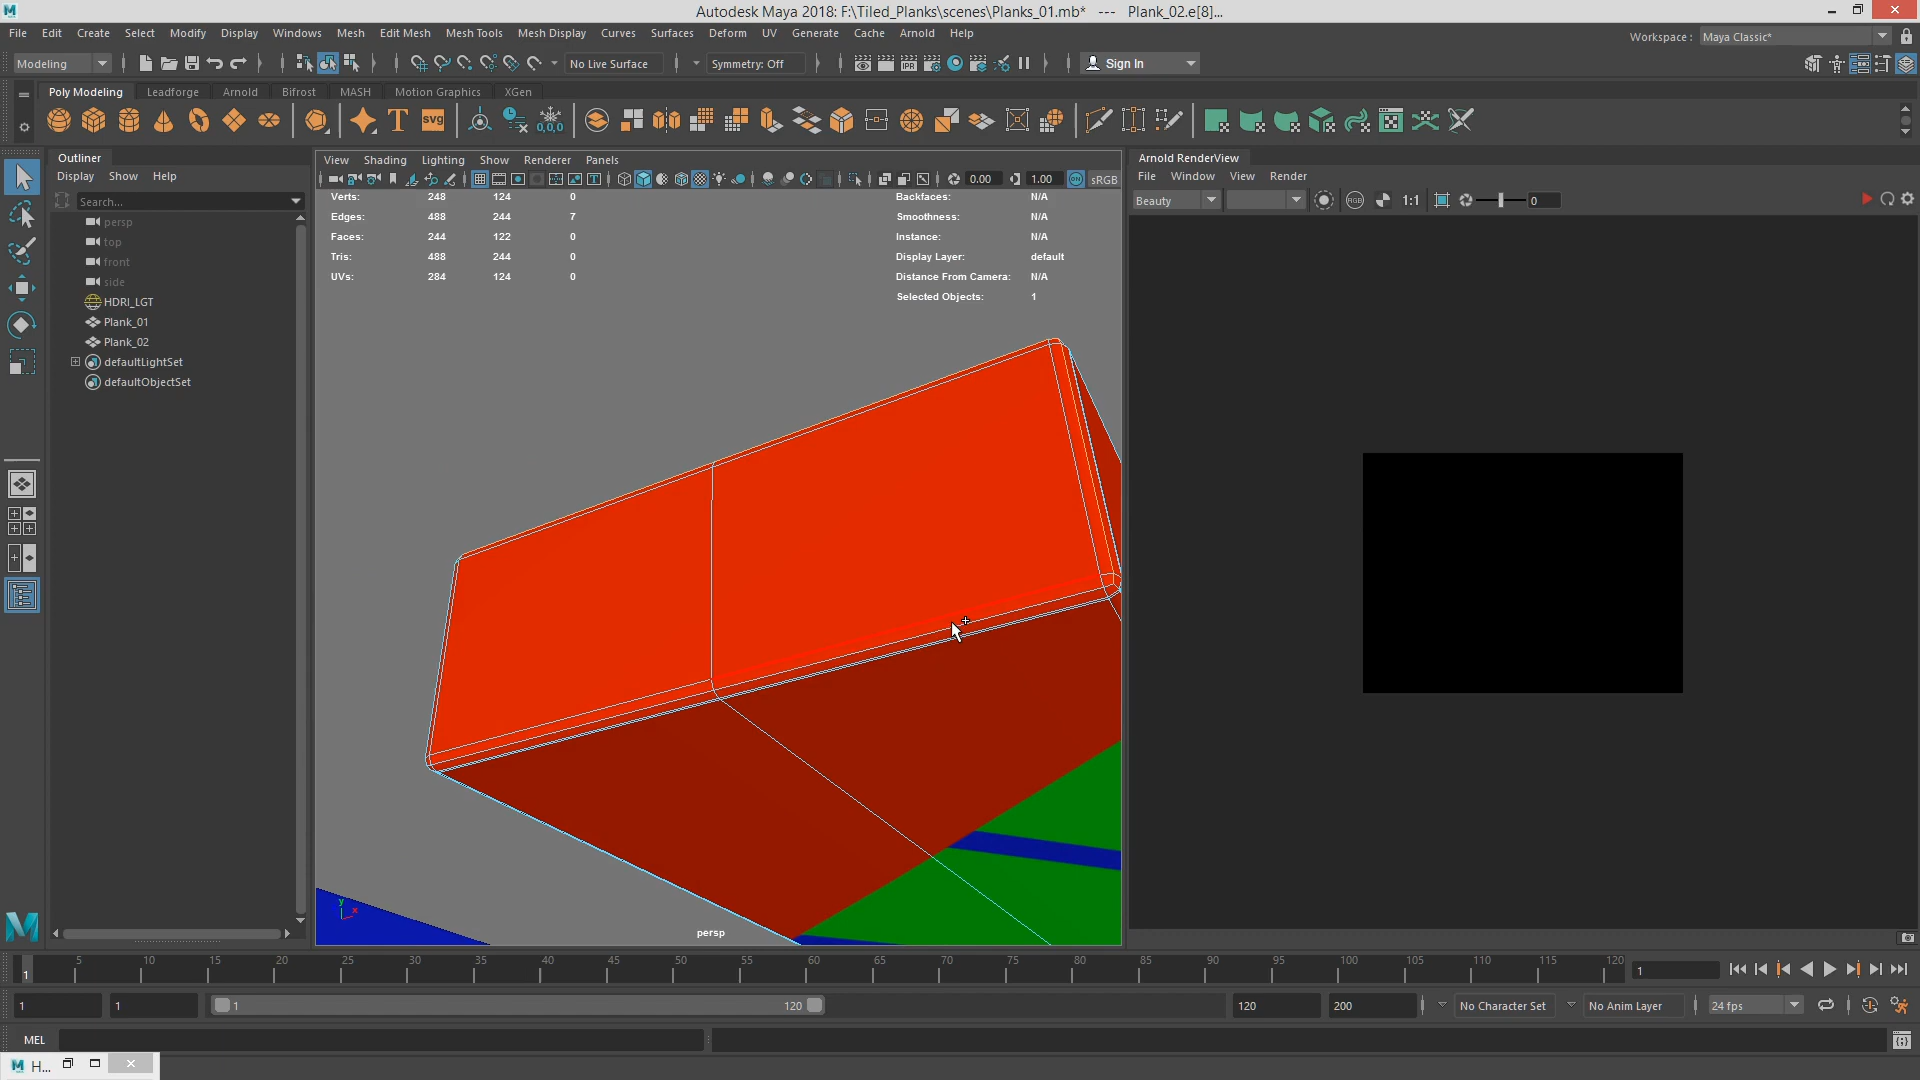 Autodesk Maya 2018: F:\Tiled_Planks\scenes\Planks_01.mb* --- Plank_02.e[8]...
File Edit Create Select Modify Display Windows Mesh Edit Mesh Mesh Tools Mesh Display Curves Surfaces Deform UV Generate Cache Arnold Help Workspace : Maya Classic*
Modeling No Live Surface Symmetry: Off Sign In
Poly Modeling Leadforge Arnold Bifrost MASH Motion Graphics XGen
T svg 0,0,0
Outliner
Display Show Help
Search...
persp
top
front
side
HDRI_LGT
Plank_01
Plank_02
defaultLightSet
defaultObjectSet
View Shading Lighting Show Renderer Panels
0.00 1.00 ON sRGB
Verts: 248 124 0 Backfaces: N/A
Edges: 488 244 7 Smoothness: N/A
Faces: 244 122 0 Instance: N/A
Tris: 488 244 0 Display Layer: default
UVs: 284 124 0 Distance From Camera: N/A
Selected Objects: 1
y
x
persp
Arnold RenderView
File Window View Render
Beauty RGB 1:1 0
1 5 10 15 20 25 30 35 40 45 50 55 60 65 70 75 80 85 90 95 100 105 110 115 120 1
1 1 1 120 120 200 No Character Set No Anim Layer 24 fps
MEL
H...